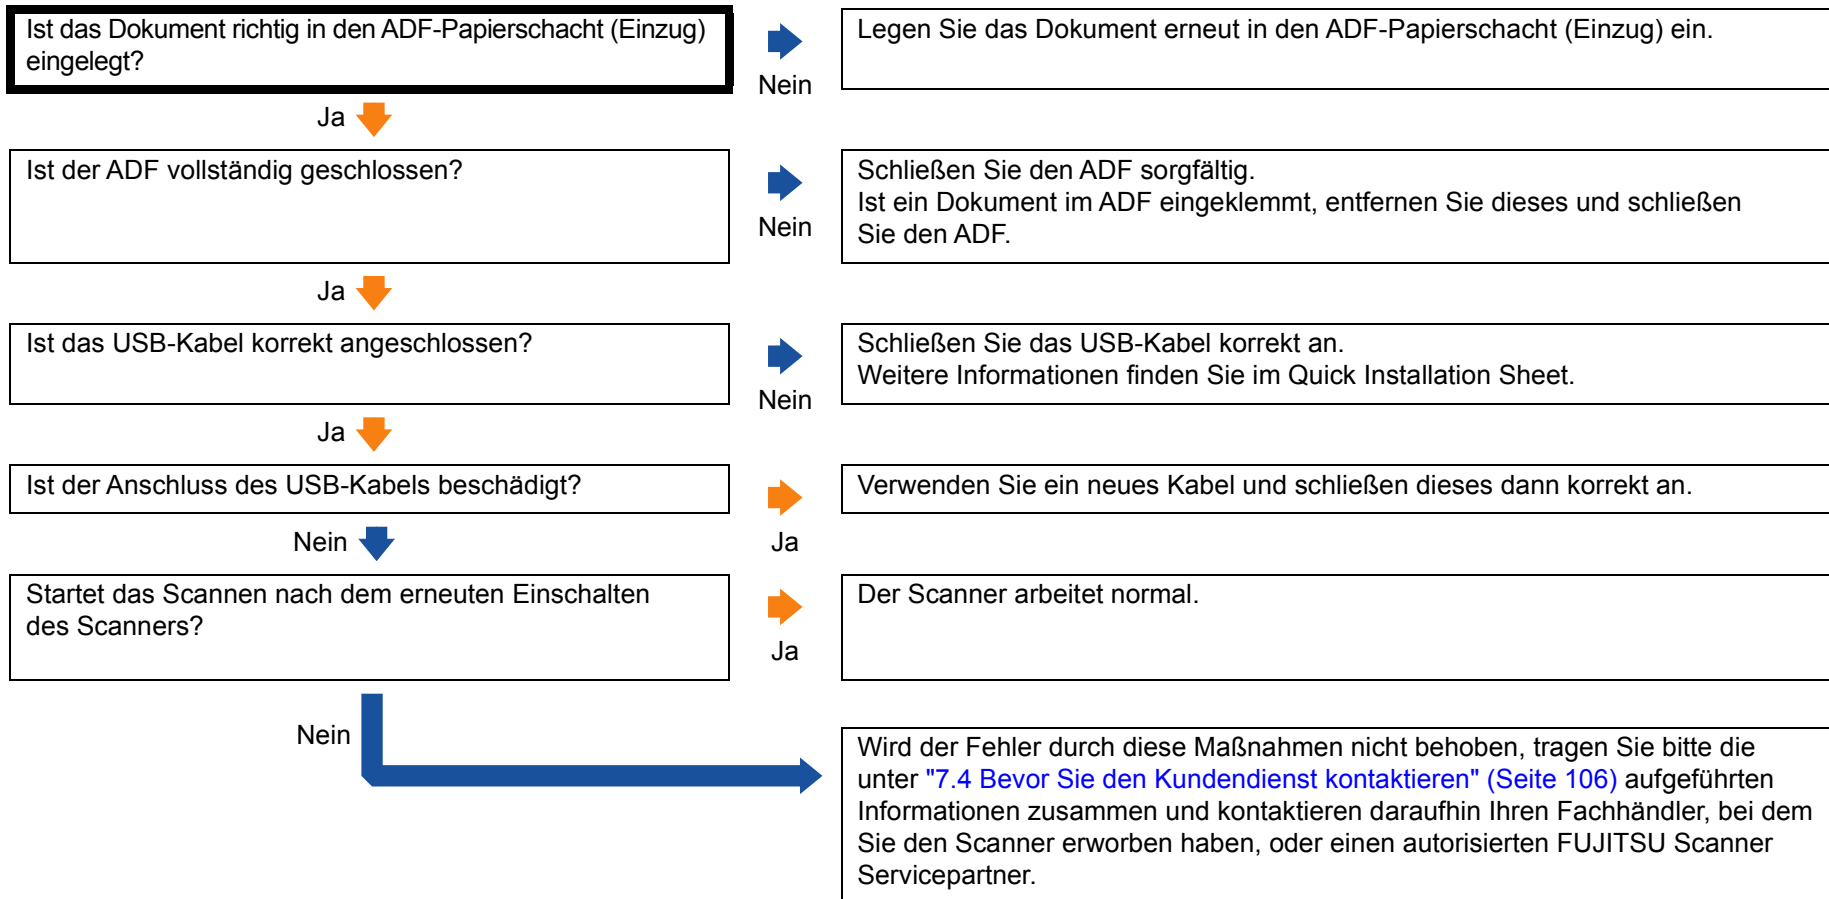 Ist das Dokument richtig in den ADF-Papierschacht (Einzug)
eingelegt?
Nein
Legen Sie das Dokument erneut in den ADF-Papierschacht (Einzug) ein.
Ja
Ist der ADF vollständig geschlossen?
Nein
Schließen Sie den ADF sorgfältig.
Ist ein Dokument im ADF eingeklemmt, entfernen Sie dieses und schließen
Sie den ADF.
Ja
Ist das USB-Kabel korrekt angeschlossen?
Nein
Schließen Sie das USB-Kabel korrekt an.
Weitere Informationen finden Sie im Quick Installation Sheet.
Ja
Ist der Anschluss des USB-Kabels beschädigt?
Ja
Verwenden Sie ein neues Kabel und schließen dieses dann korrekt an.
Nein
Startet das Scannen nach dem erneuten Einschalten
des Scanners?
Ja
Der Scanner arbeitet normal.
Nein
Wird der Fehler durch diese Maßnahmen nicht behoben, tragen Sie bitte die
unter "7.4 Bevor Sie den Kundendienst kontaktieren" (Seite 106) aufgeführten
Informationen zusammen und kontaktieren daraufhin Ihren Fachhändler, bei dem
Sie den Scanner erworben haben, oder einen autorisierten FUJITSU Scanner
Servicepartner.